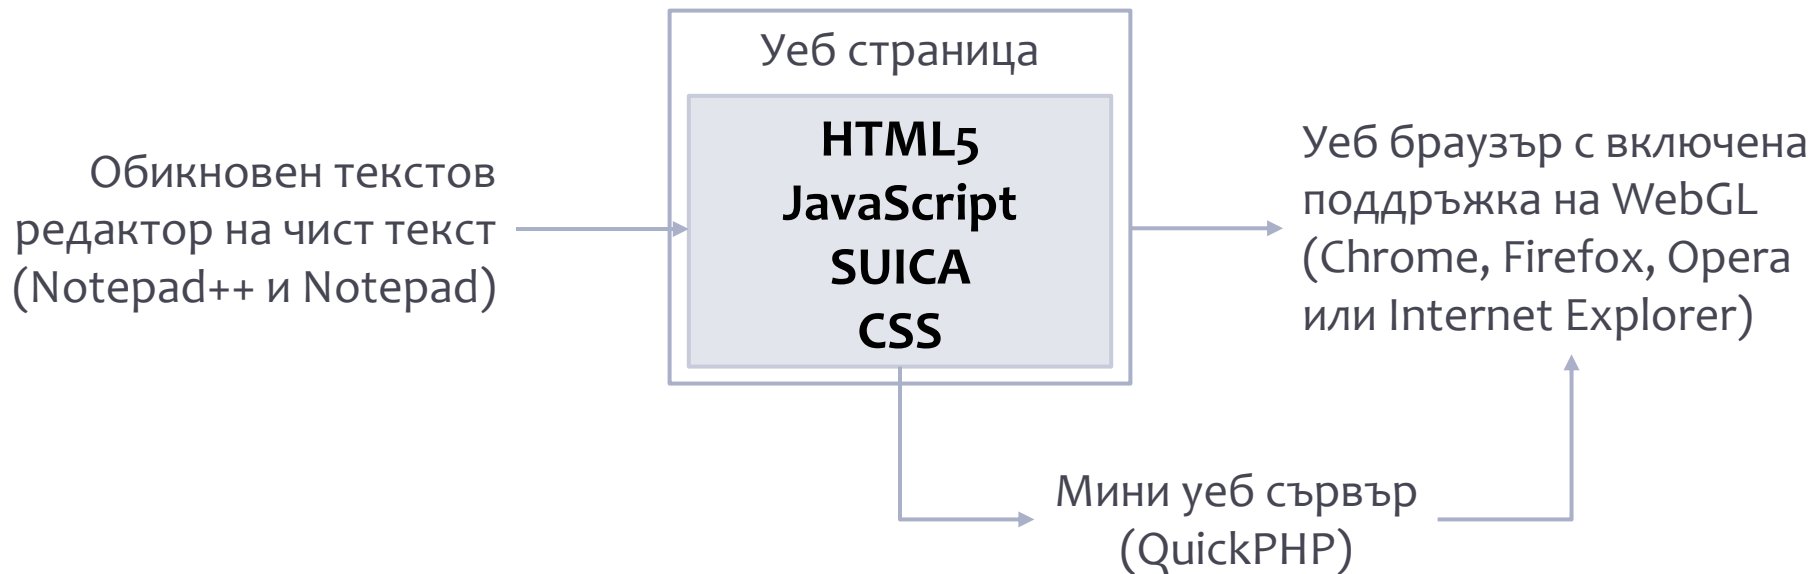 Уеб страница
HTML5
JavaScript
SUICA
CSS
Обикновен текстов
редактор на чист текст
(Notepad++ и Notepad)
Уеб браузър с включена
поддръжка на WebGL
(Chrome, Firefox, Opera
или Internet Explorer)
Мини уеб сървър
(QuickPHP)